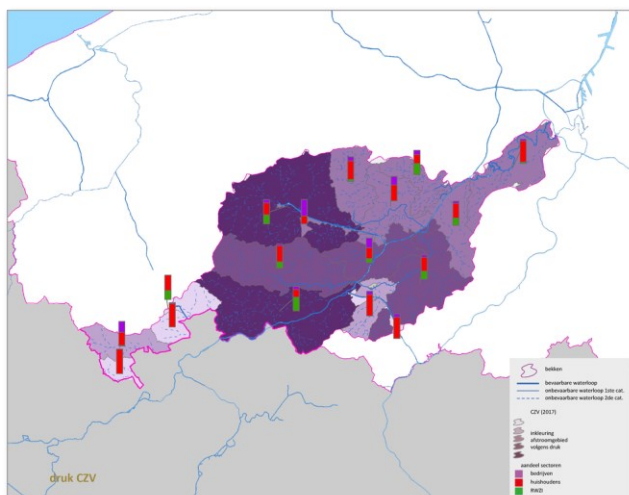 bekken
bevaarbare waterloop
onbevaarbare waterloop 1ste cat.
onbevaarbare waterloop 2de cat.
CZV (2017)
inkleuring
afstroomgebied
volgens druk
aandeel sectoren
bedrijven
huishoudens
RWZI
druk CZV